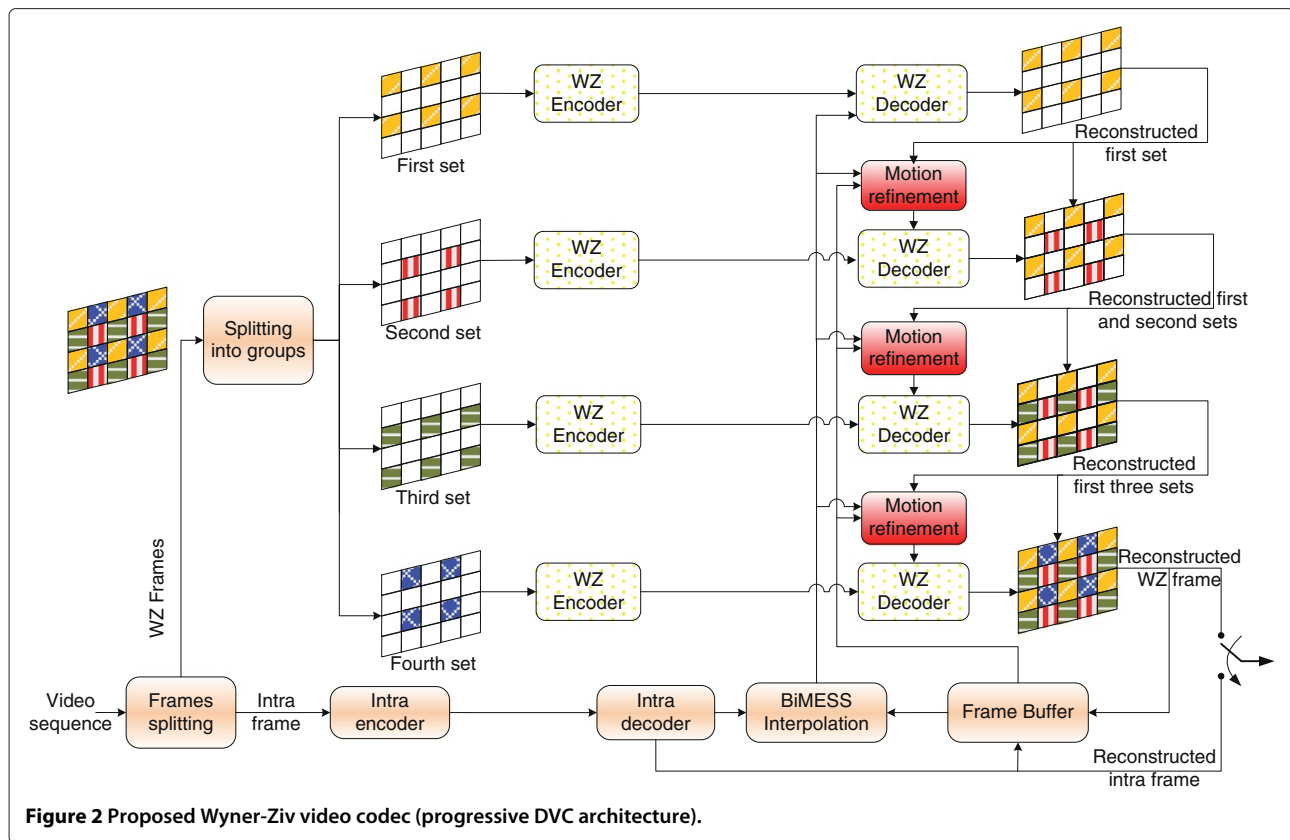 WZ
Encoder
WZ
Decoder
First set
Reconstructed
first set
Motion
refinement
WZ
Encoder
WZ
Decoder
Second set
Reconstructed first
and second sets
Splitting
into groups
Motion
refinement
WZ
Encoder
WZ
Decoder
Third set
Reconstructed
first three sets
Motion
refinement
WZ
Encoder
WZ
Decoder
Fourth set
Reconstructed
WZ frame
WZ Frames
Video
sequence
Frames
splitting
Intra
frame
Intra
encoder
Intra
decoder
BiMESS
Interpolation
Frame Buffer
Reconstructed
intra frame
Figure 2 Proposed Wyner-Ziv video codec (progressive DVC architecture).